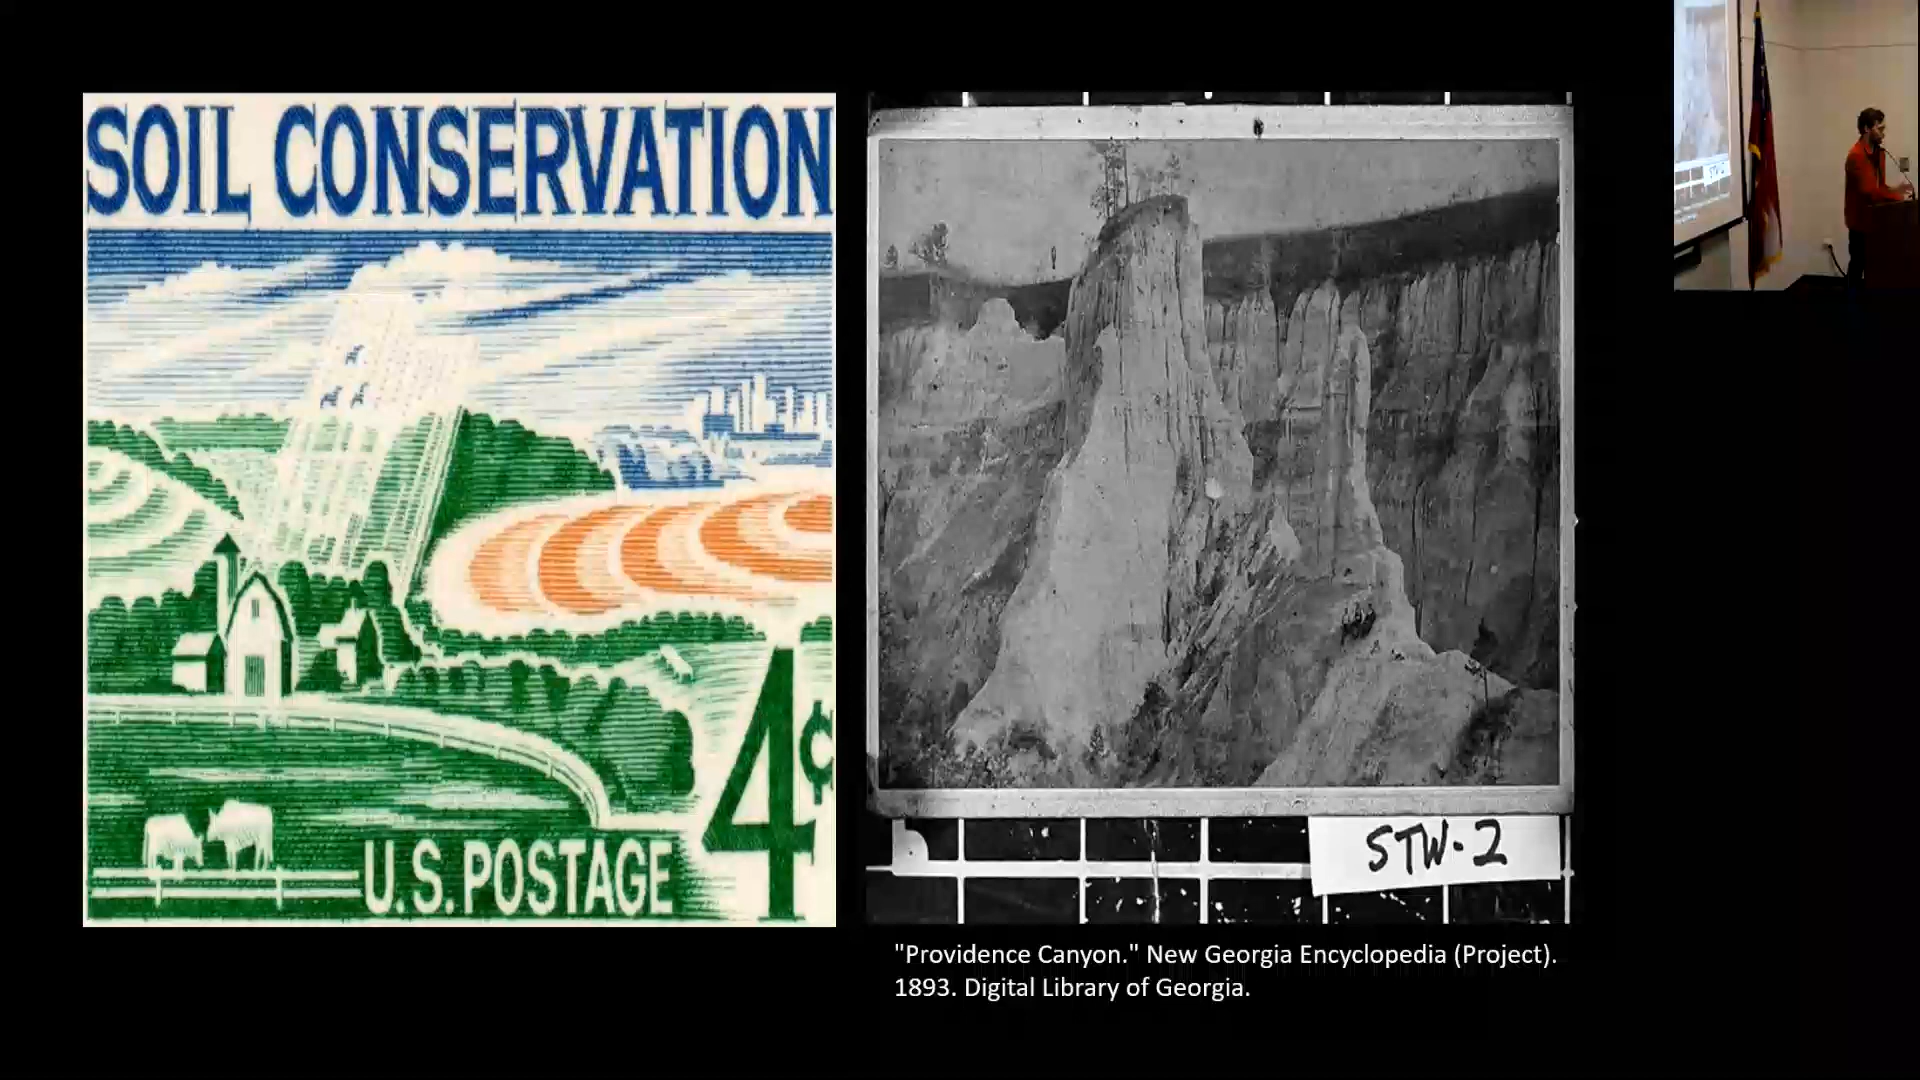 SOIL CONSERVATION
4¢
U.S. POSTAGE
STW-2
"Providence Canyon." New Georgia Encyclopedia (Project).
1893. Digital Library of Georgia.